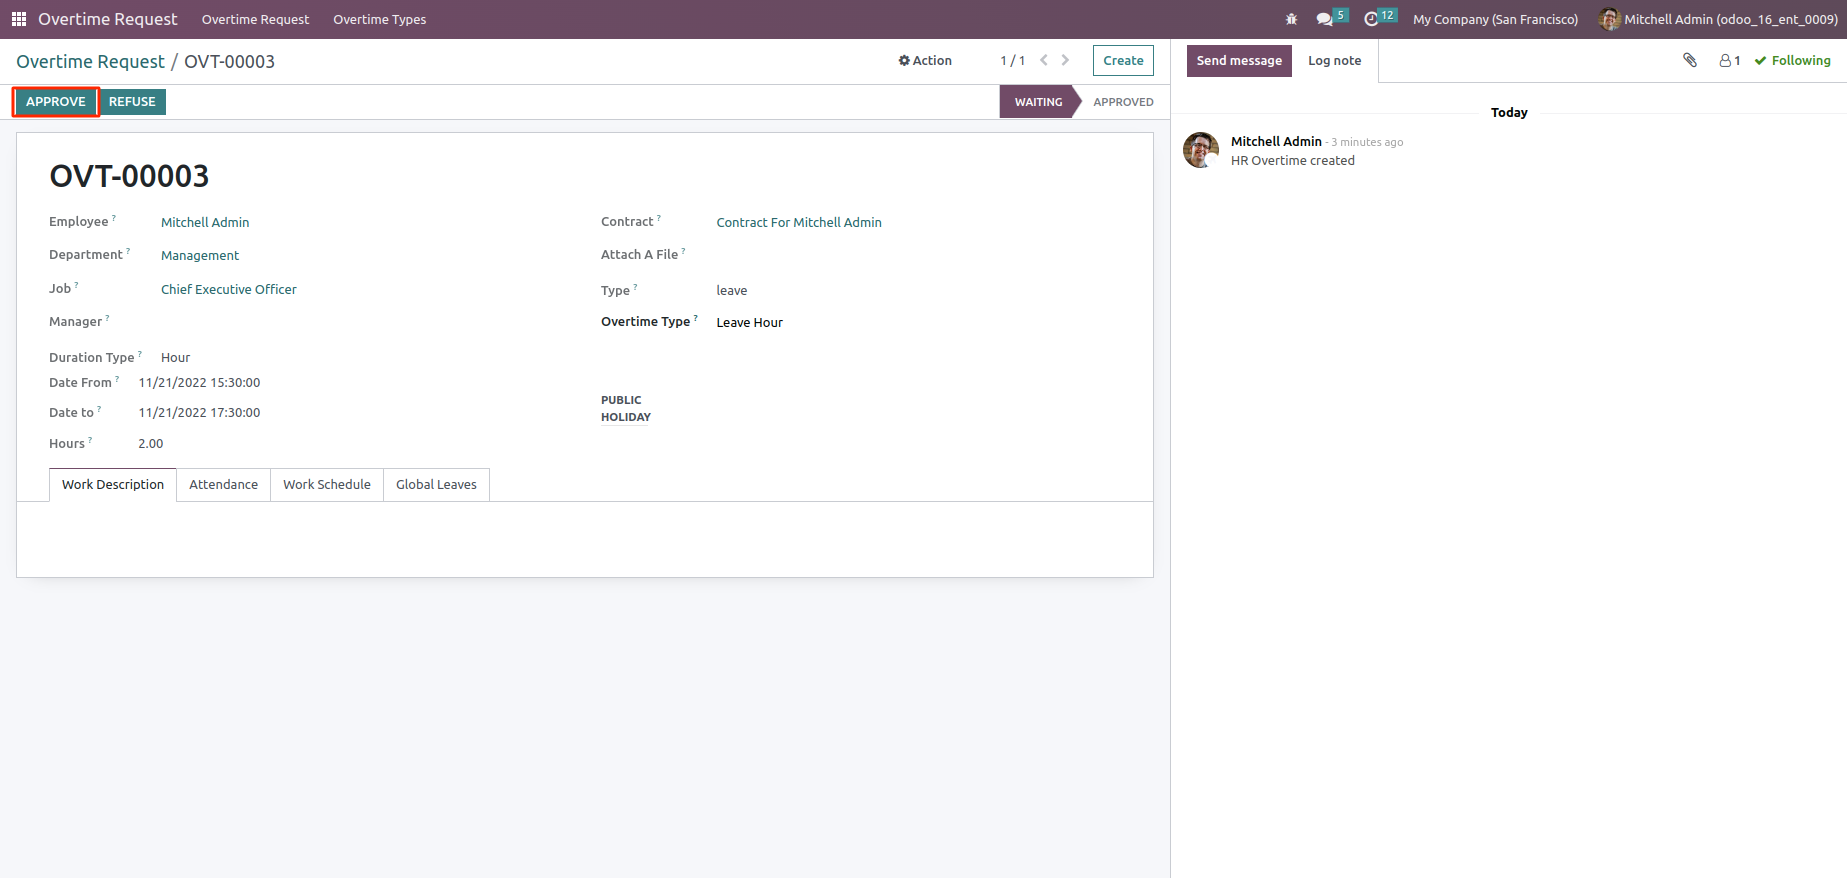 Overtime Request Overtime Request Overtime Types 5 12 My Company (San Francisco) Mitchell Admin (odoo_16_ent_0009)
Overtime Request / OVT-00003 Action 1 / 1 Create
APPROVE REFUSE WAITING APPROVED
OVT-00003
Employee ? Mitchell Admin
Department ? Management
Job ? Chief Executive Officer
Manager ?
Duration Type ? Hour
Date From ? 11/21/2022 15:30:00
Date to ? 11/21/2022 17:30:00
Hours ? 2.00
Contract ? Contract For Mitchell Admin
Attach A File ?
Type ? leave
Overtime Type ? Leave Hour
PUBLIC
HOLIDAY
Work Description Attendance Work Schedule Global Leaves
Send message Log note 1 Following
Today
Mitchell Admin - 3 minutes ago
HR Overtime created